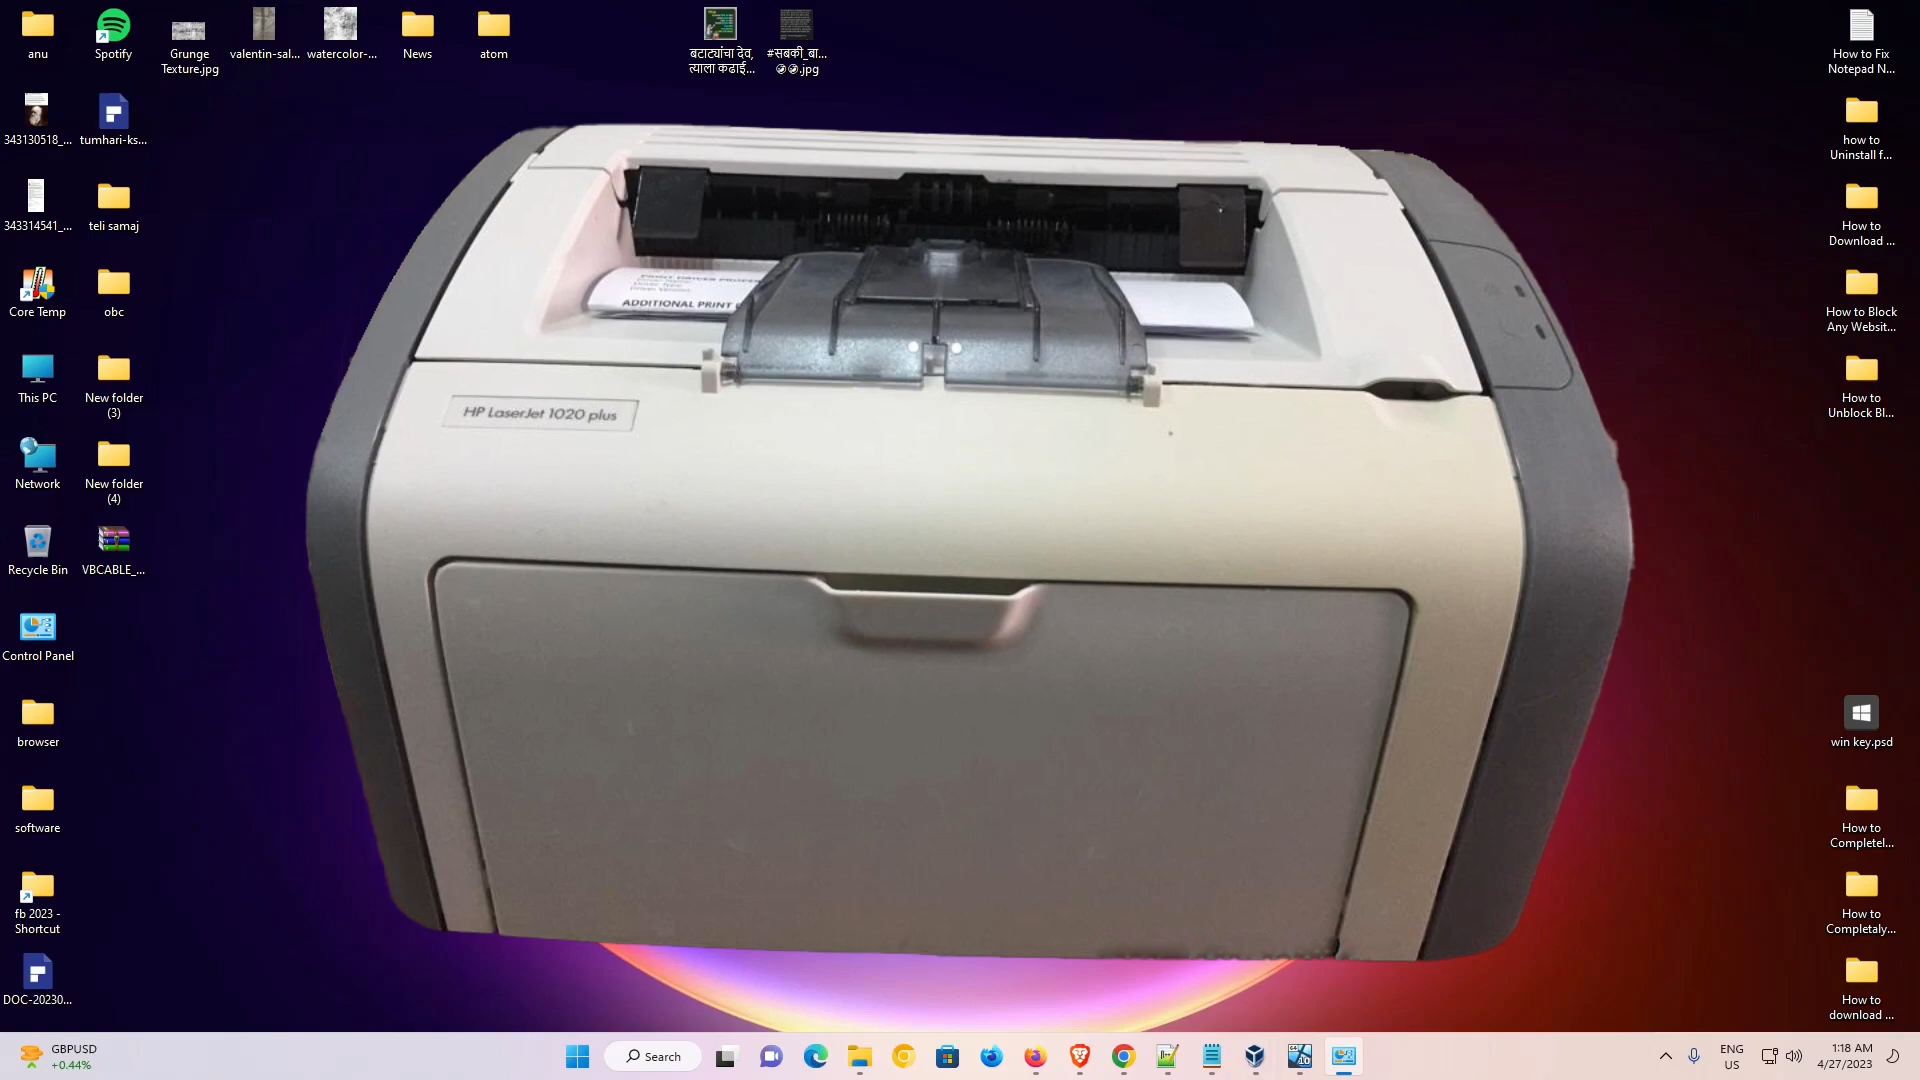 anu
Spotify
Grunge
Texture.jpg
valentin-sal...
watercolor-...
News
atom
बटाट्यांचा देव,
त्याला कढाई...
#सबकी_बा...
.jpg
How to Fix
Notepad N...
343130518_...
tumhari-ks...
how to
Uninstall f...
343314541_...
teli samaj
How to
Download ...
Core Temp
obc
How to Block
Any Websit...
This PC
New folder
(3)
How to
Unblock Bl...
Network
New folder
(4)
Recycle Bin
VBCABLE_...
Control Panel
browser
win key.psd
software
How to
Completel...
fb 2023 -
Shortcut
How to
Completaly...
DOC-20230...
How to
download ...
ADDITIONAL PRINT
HP LaserJet 1020 plus
GBPUSD
+0.44%
Search
ENG
US
1:18 AM
4/27/2023